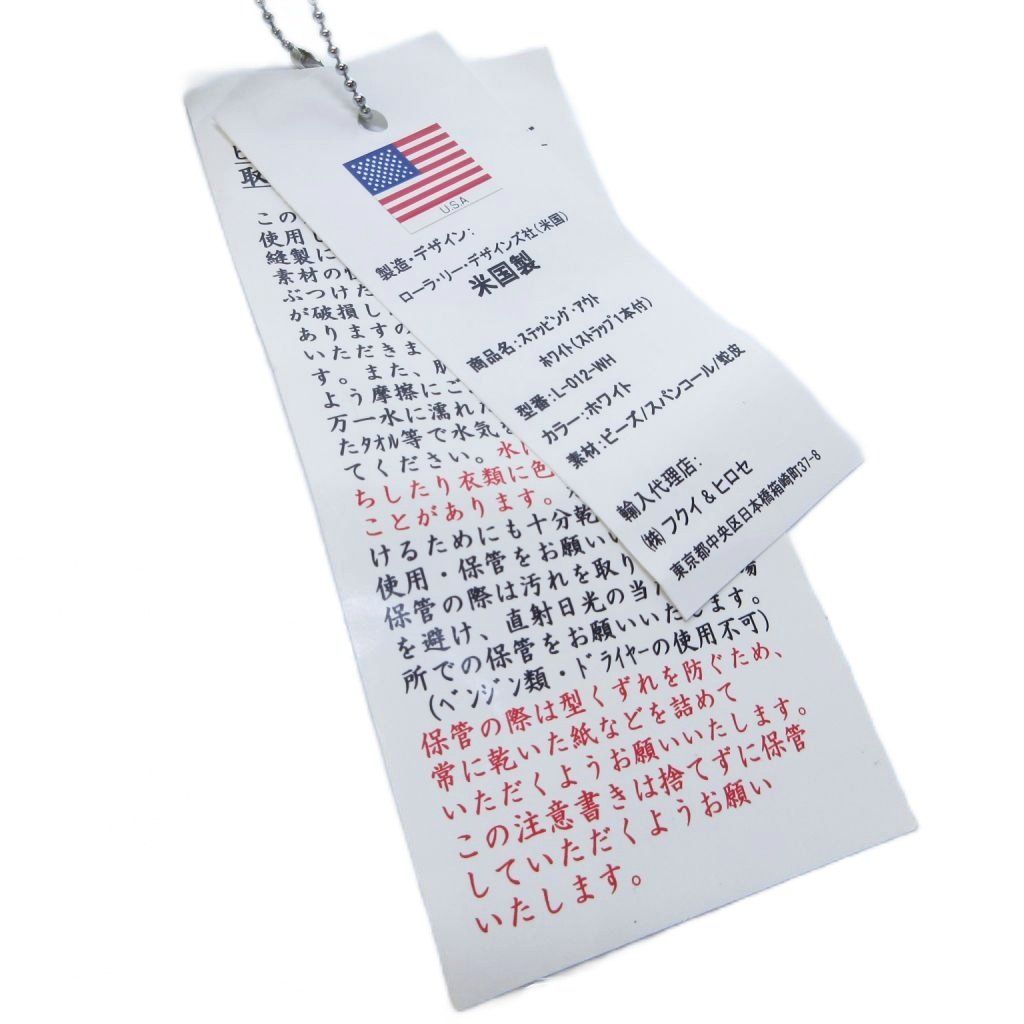 U.S.A
製造・デザイン:
ローラ・リー・デザインズ社(米国)
米国製
商品名:ステッピング・アウト
ホワイト(ストラップ1本付)
型番:L-012-WH
カラー:ホワイト
素材:ビーズ/スパンコール/蛇皮
輸入代理店:
㈱フクイ&ヒロセ
東京都中央区日本橋箱崎町37-8
取
この
使用
縫製に
素材の
ぶつけた
が破損し
ありますの
いただきま
す。また、
よう摩擦にご
万一水に濡れ
たタオル等で水気
てください。水に
ちしたり衣類に色
ことがあります。
けるためにも十分乾
使用・保管をお願い
保管の際は汚れを取り
を避け、直射日光の当
所での保管をお願いいたします。
(ベンジン類・ドライヤーの使用不可)
保管の際は型くずれを防ぐため、
常に乾いた紙などを詰めて
いただくようお願いいたします。
この注意書きは捨てずに保管
していただくようお願い
いたします。